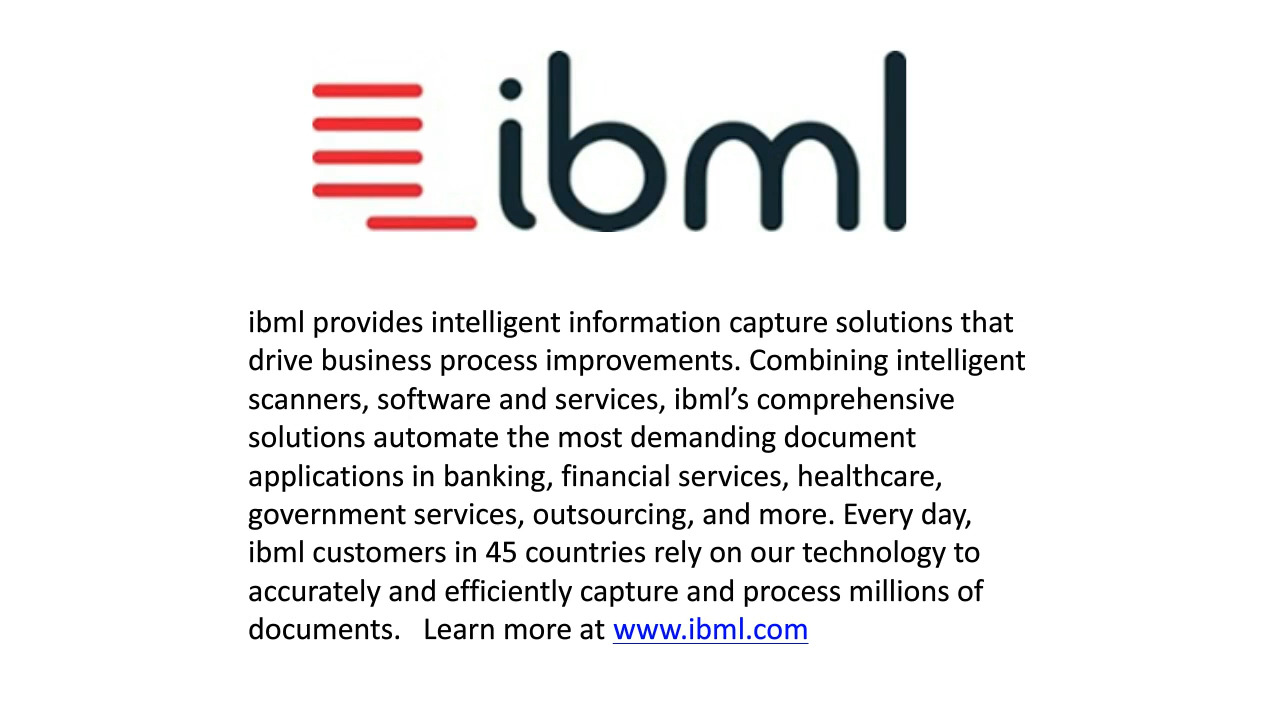 ibml
ibml provides intelligent information capture solutions that
drive business process improvements. Combining intelligent
scanners, software and services, ibml’s comprehensive
solutions automate the most demanding document
applications in banking, financial services, healthcare,
government services, outsourcing, and more. Every day,
ibml customers in 45 countries rely on our technology to
accurately and efficiently capture and process millions of
documents.   Learn more at www.ibml.com